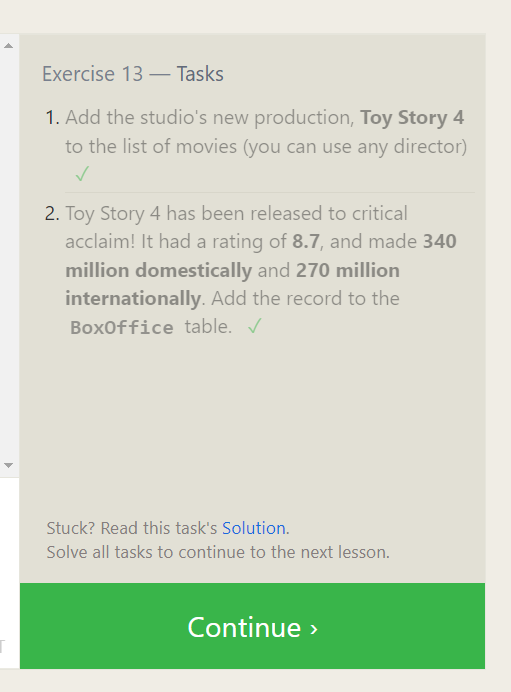 Exercise 13 — Tasks
1. Add the studio's new production, Toy Story 4
to the list of movies (you can use any director)
✓
2. Toy Story 4 has been released to critical
acclaim! It had a rating of 8.7, and made 340
million domestically and 270 million
internationally. Add the record to the
BoxOffice table. ✓
Stuck? Read this task's Solution.
Solve all tasks to continue to the next lesson.
Continue ›